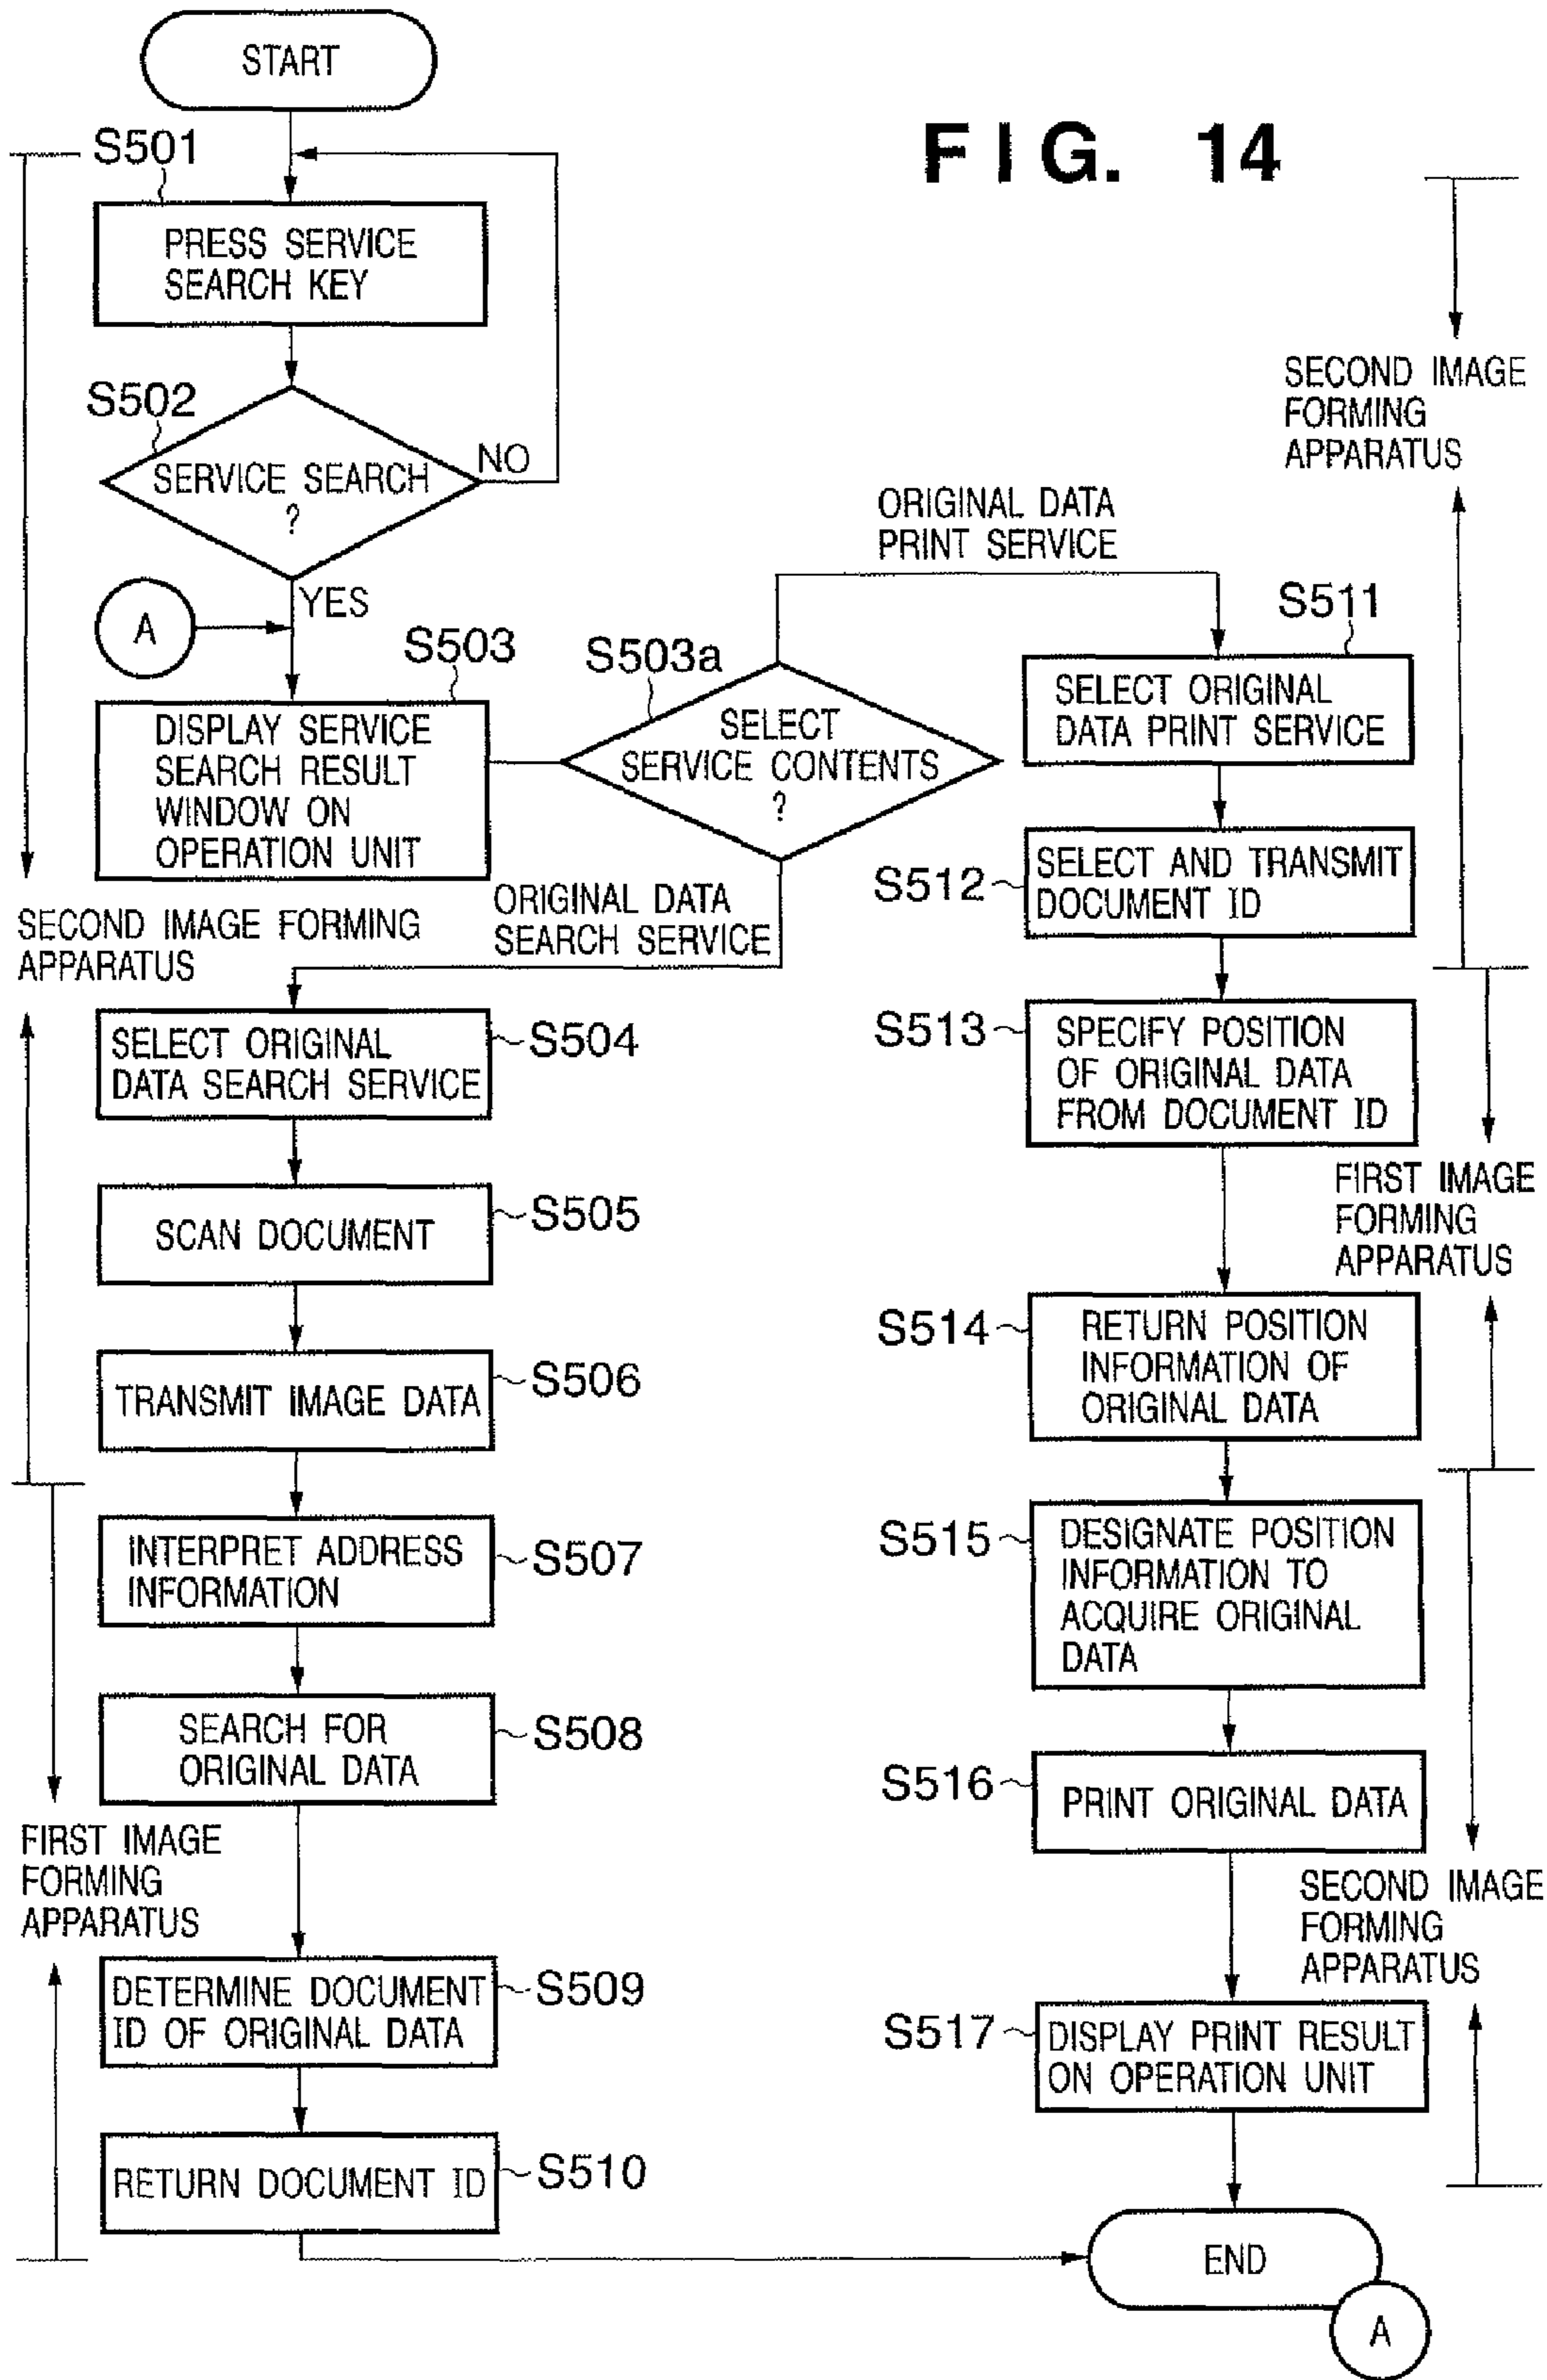 FIG. 14
START
S501
PRESS SERVICE
SEARCH KEY
S502
SERVICE SEARCH
?
NO
YES
A
S503
DISPLAY SERVICE
SEARCH RESULT
WINDOW ON
OPERATION UNIT
S503a
SELECT
SERVICE CONTENTS
?
ORIGINAL DATA
PRINT SERVICE
ORIGINAL DATA
SEARCH SERVICE
SECOND IMAGE FORMING
APPARATUS
S504
SELECT ORIGINAL
DATA SEARCH SERVICE
S505
SCAN DOCUMENT
S506
TRANSMIT IMAGE DATA
S507
INTERPRET ADDRESS
INFORMATION
S508
SEARCH FOR
ORIGINAL DATA
FIRST IMAGE
FORMING
APPARATUS
S509
DETERMINE DOCUMENT
ID OF ORIGINAL DATA
S510
RETURN DOCUMENT ID
SECOND IMAGE
FORMING
APPARATUS
S511
SELECT ORIGINAL
DATA PRINT SERVICE
S512
SELECT AND TRANSMIT
DOCUMENT ID
S513
SPECIFY POSITION
OF ORIGINAL DATA
FROM DOCUMENT ID
FIRST IMAGE
FORMING
APPARATUS
S514
RETURN POSITION
INFORMATION OF
ORIGINAL DATA
S515
DESIGNATE POSITION
INFORMATION TO
ACQUIRE ORIGINAL
DATA
S516
PRINT ORIGINAL DATA
SECOND IMAGE
FORMING
APPARATUS
S517
DISPLAY PRINT RESULT
ON OPERATION UNIT
END
A